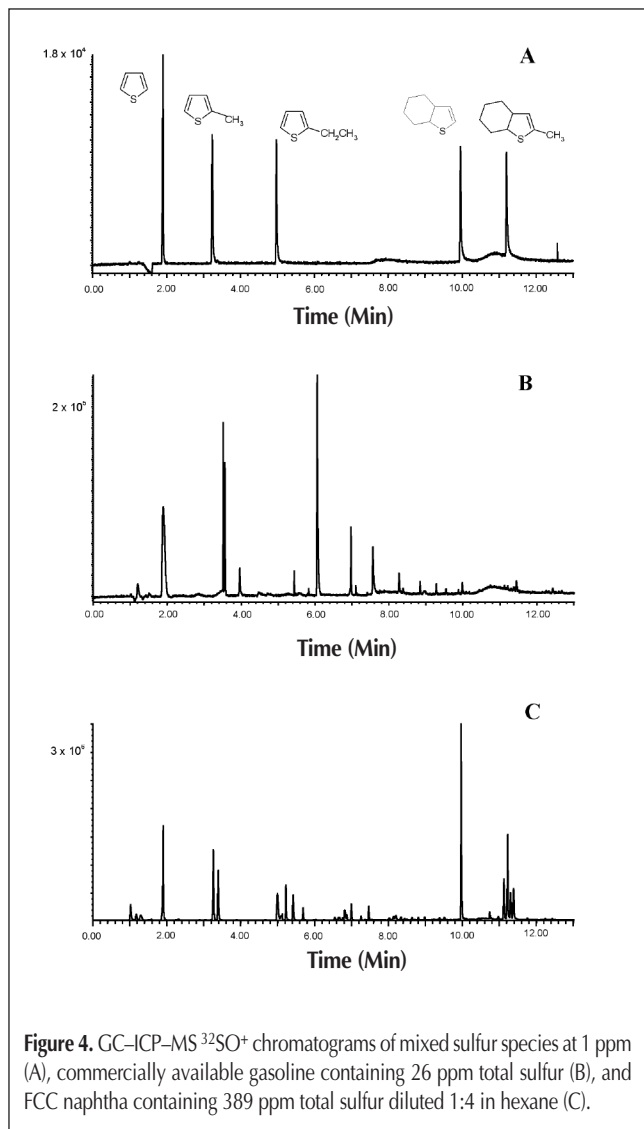 1.8 x 10⁴
A
S
S
CH₃
S
CH₂CH₃
S
S
CH₃
0.00 2.00 4.00 6.00 8.00 10.00 12.00
Time (Min)
B
2 x 10⁵
0.00 2.00 4.00 6.00 8.00 10.00 12.00
Time (Min)
C
3 x 10⁶
0.00 2.00 4.00 6.00 8.00 10.00 12.00
Time (Min)
Figure 4. GC–ICP–MS ³²SO⁺ chromatograms of mixed sulfur species at 1 ppm
(A), commercially available gasoline containing 26 ppm total sulfur (B), and
FCC naphtha containing 389 ppm total sulfur diluted 1:4 in hexane (C).